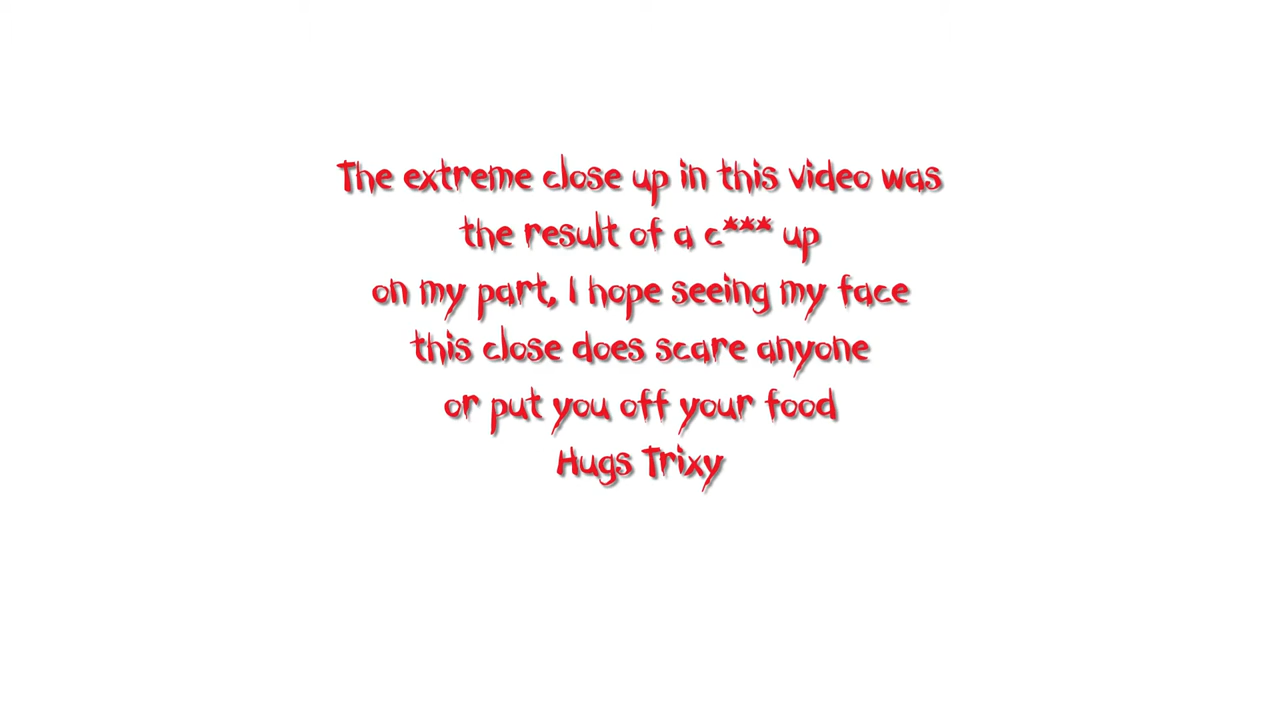 The extreme close up in this video was
the result of a c*** up
on my part, I hope seeing my face
this close does scare anyone
or put you off your food
Hugs Trixy